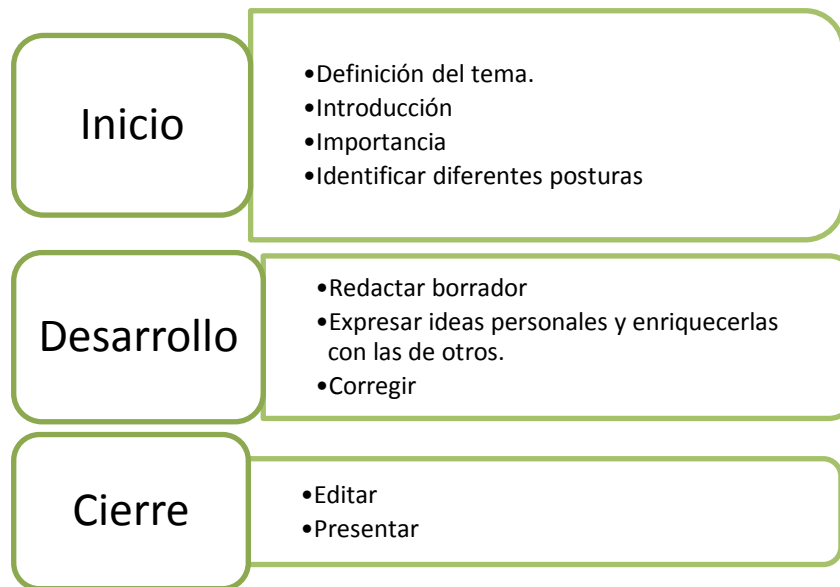 Inicio
•Definición del tema.
•Introducción
•Importancia
•Identificar diferentes posturas
Desarrollo
•Redactar borrador
•Expresar ideas personales y enriquecerlas
con las de otros.
•Corregir
Cierre
•Editar
•Presentar